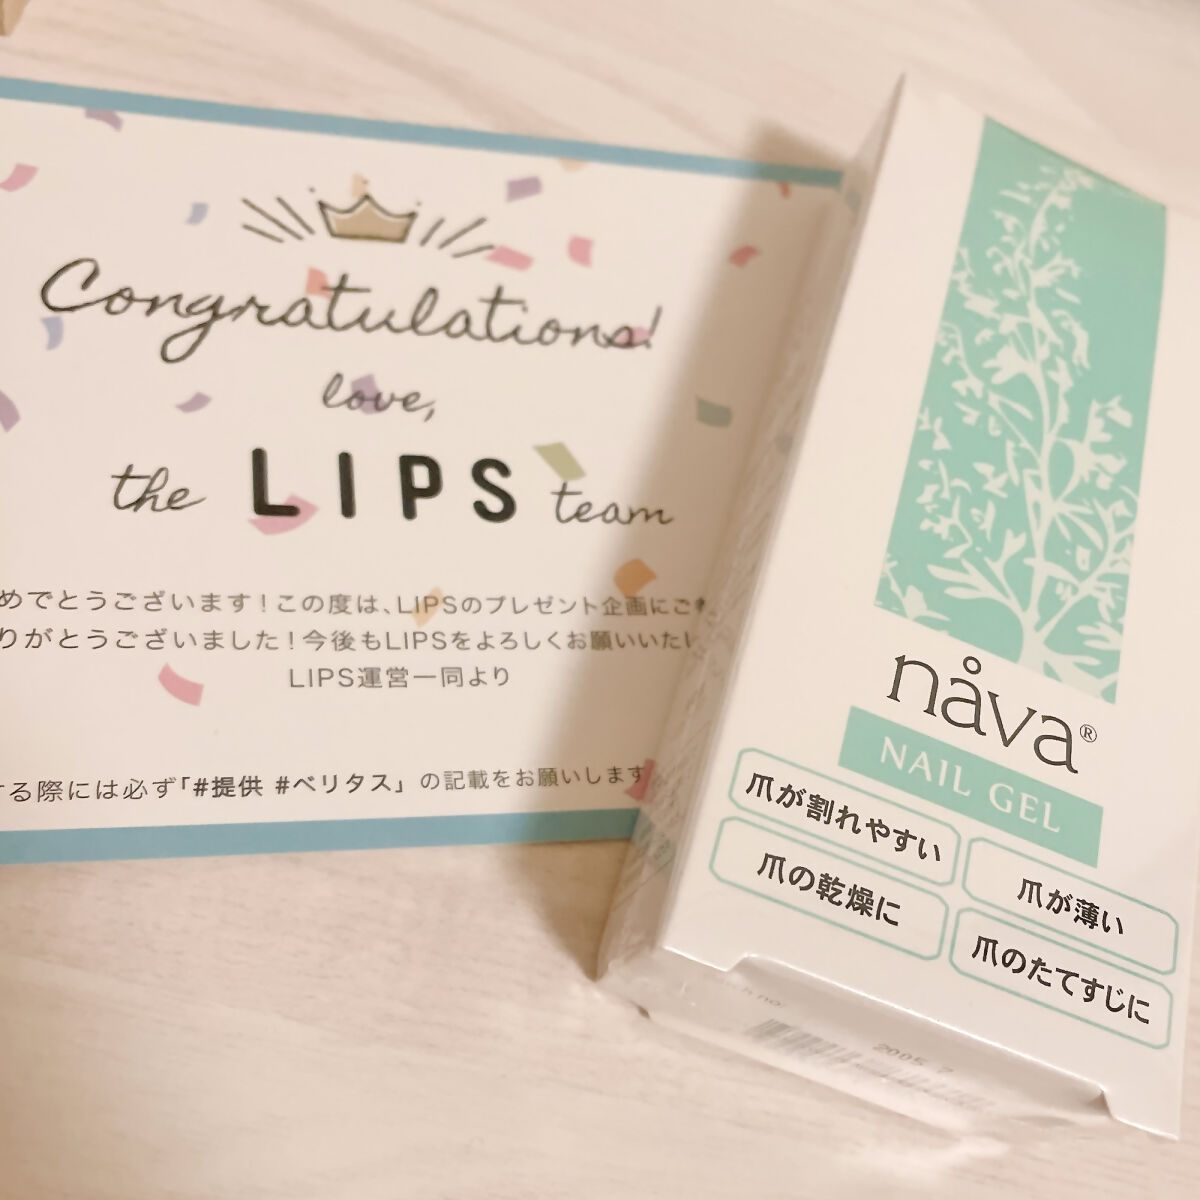 Congratulations!
love,
the LIPS team
めでとうございます！この度は、LIPSのプレゼント企画にご
りがとうございました！今後もLIPSをよろしくお願いいたし
LIPS運営一同より
する際には必ず「#提供 #ベリタス」の記載をお願いします
nåva®
NAIL GEL
爪が割れやすい
爪が薄い
爪の乾燥に
爪のたてすじに